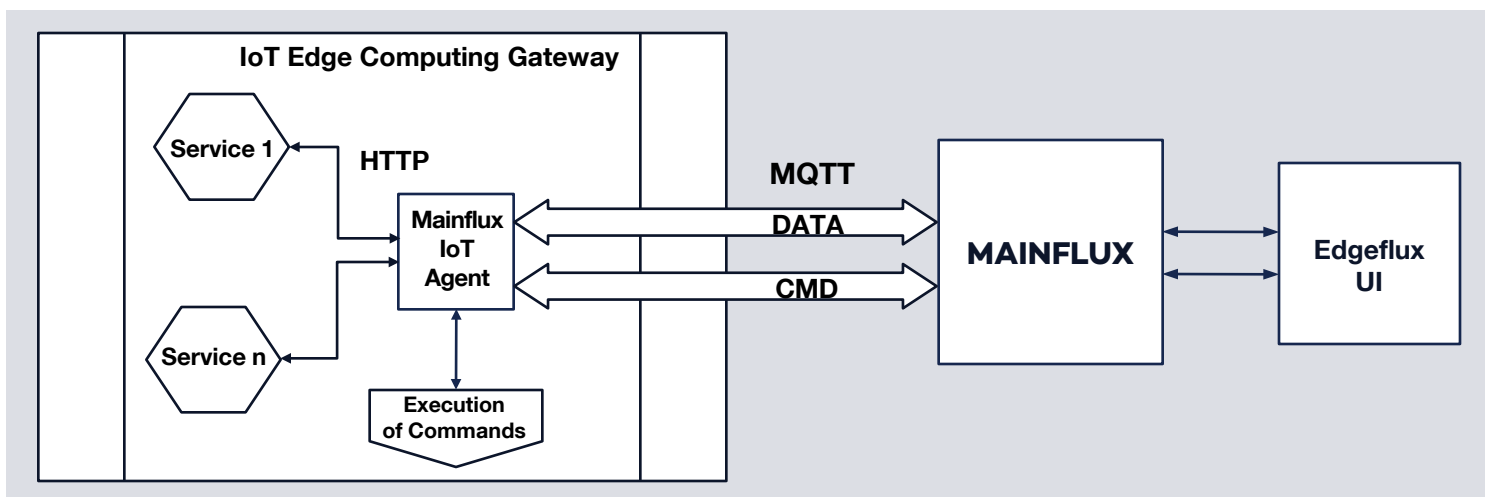 IoT Edge Computing Gateway
Service 1
HTTP
Mainflux
IoT
Agent
Service n
Execution
of Commands
MQTT
DATA
CMD
MAINFLUX
Edgeflux
UI